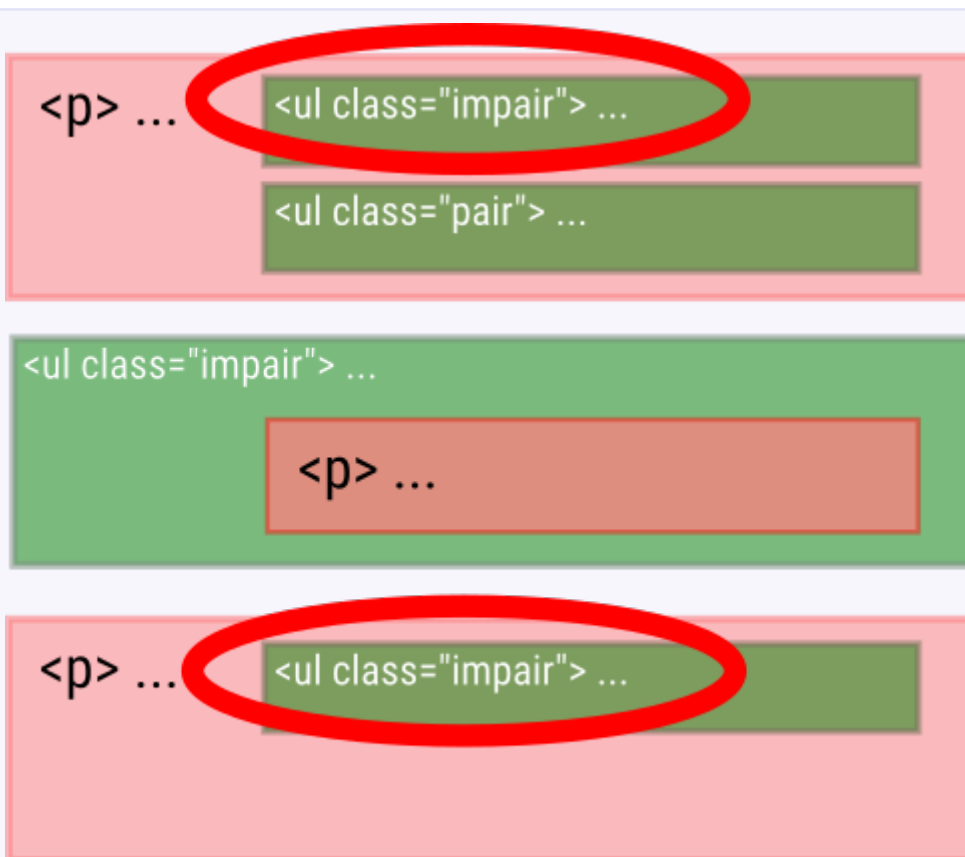 <p> ... <ul class="impair"> ...
<ul class="pair"> ...
<ul class="impair"> ...
<p> ...
<p> ... <ul class="impair"> ...